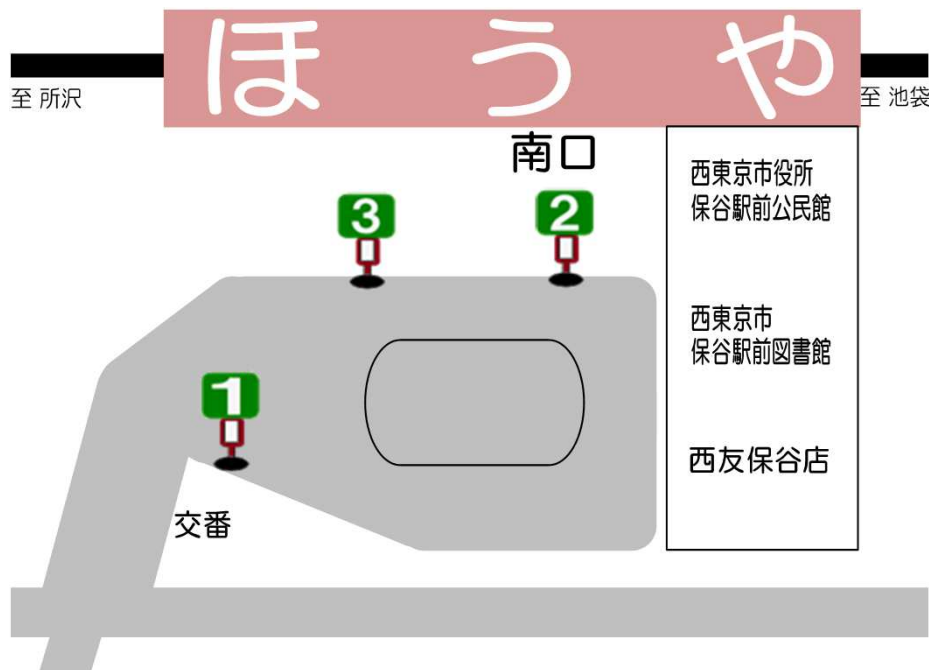 ほうや
至 所沢
至 池袋
南口
西東京市役所
保谷駅前公民館
3
2
西東京市
保谷駅前図書館
1
西友保谷店
交番